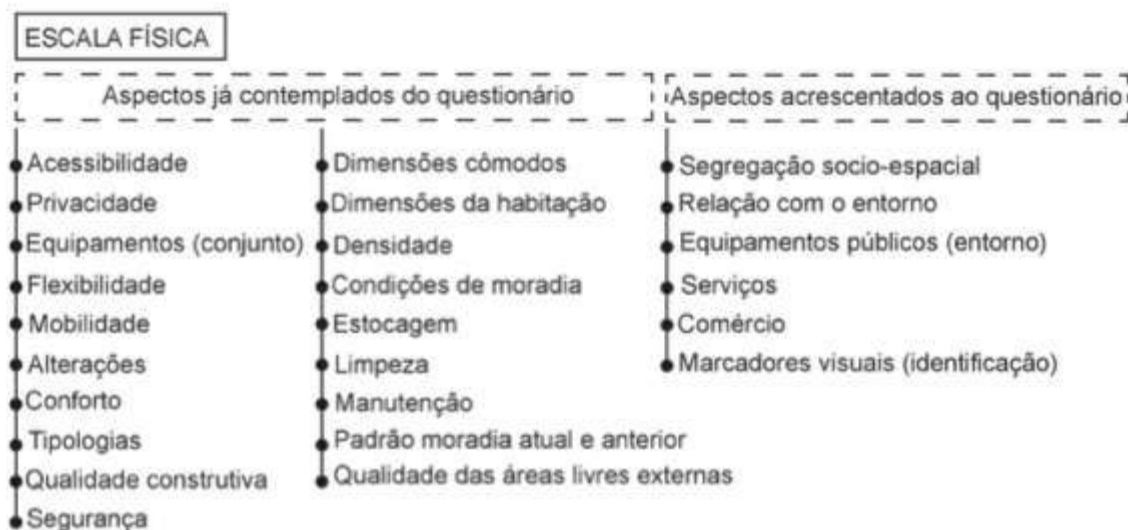 ESCALA FÍSICA
Aspectos já contemplados do questionário
Acessibilidade
Privacidade
Equipamentos (conjunto)
Flexibilidade
Mobilidade
Alterações
Conforto
Tipologias
Qualidade construtiva
Segurança
Dimensões cômodos
Dimensões da habitação
Densidade
Condições de moradia
Estocagem
Limpeza
Manutenção
Padrão moradia atual e anterior
Qualidade das áreas livres externas
Aspectos acrescentados ao questionário
Segregação socio-espacial
Relação com o entorno
Equipamentos públicos (entorno)
Serviços
Comércio
Marcadores visuais (identificação)